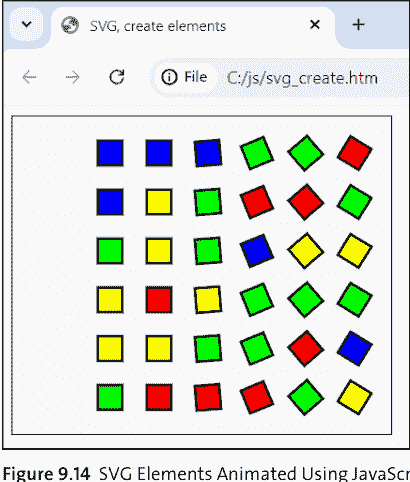 SVG, create elements
File C:/js/svg_create.htm
Figure 9.14 SVG Elements Animated Using JavaScr